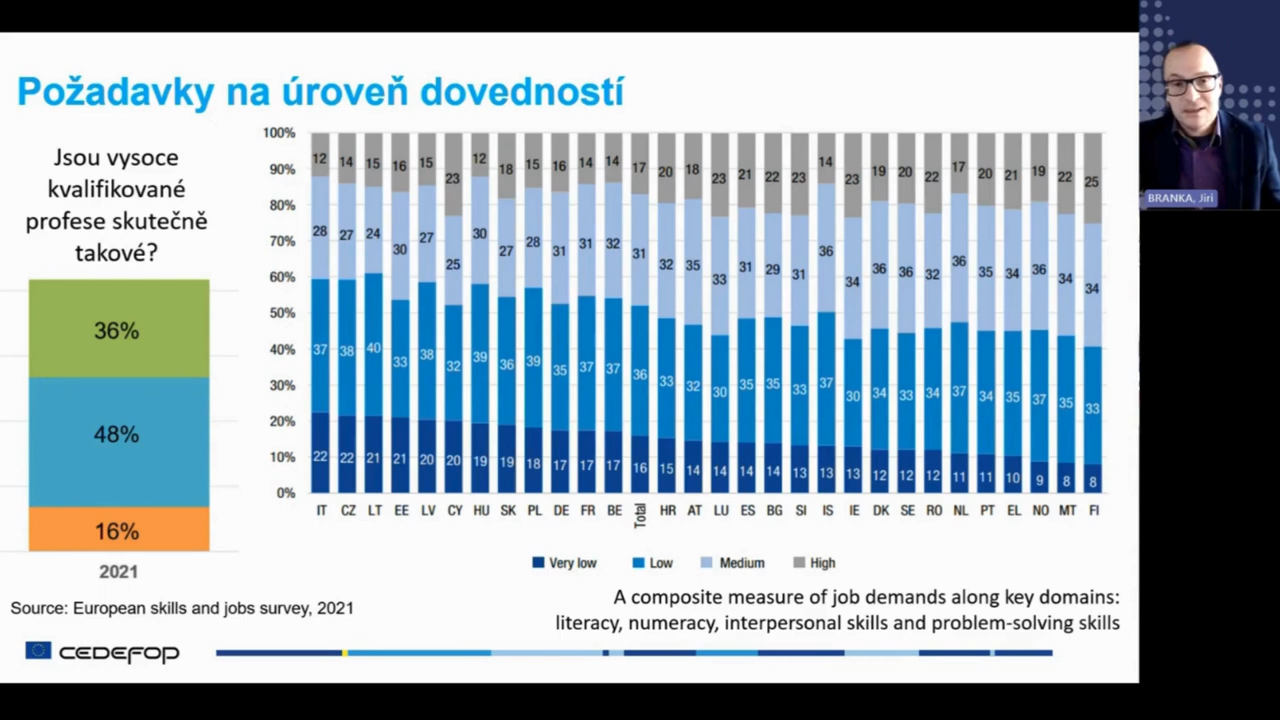 Požadavky na úroveň dovedností
Jsou vysoce
kvalifikované
profese skutečně
takové?
36%
48%
16%
2021
100%
90%
80%
70%
60%
50%
40%
30%
20%
10%
0%
12 14 15 16 15 23 12 18 15 16 14 14 17 20 18 23 21 22 23 14 23 19 20 22 17 20 21 19 22 25
28 27 24 30 27 25 30 27 28 31 31 32 31 32 35 33 31 29 31 36 34 36 36 32 36 35 34 36 34 34
37 38 40 33 38 32 39 36 39 35 37 37 36 33 32 30 35 35 33 37 30 34 33 34 37 34 35 37 35 33
22 22 21 21 20 20 19 19 18 17 17 17 16 15 14 14 14 14 13 13 13 12 12 12 11 11 10 9 8 8
IT CZ LT EE LV CY HU SK PL DE FR BE Total HR AT LU ES BG SI IS IE DK SE RO NL PT EL NO MT FI
Very low Low Medium High
Source: European skills and jobs survey, 2021
A composite measure of job demands along key domains:
literacy, numeracy, interpersonal skills and problem-solving skills
CEDEFOP
BRANKA, Jiri